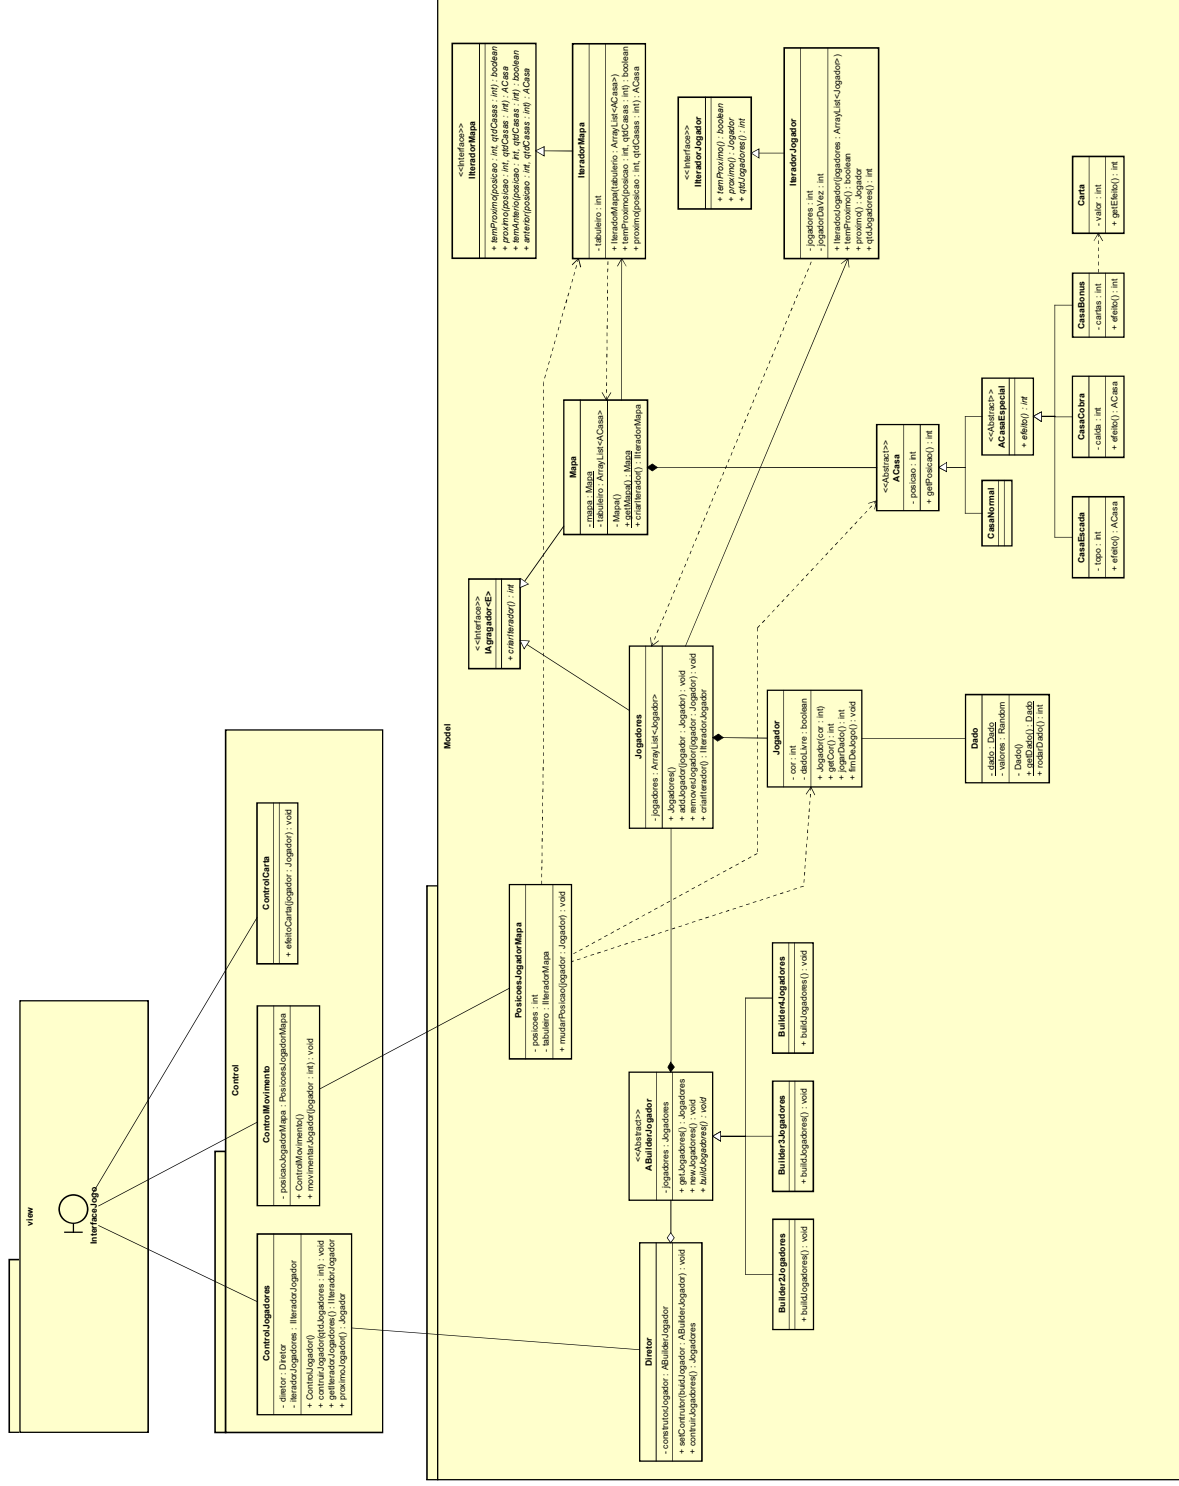 view
InterfaceJogo
Control
ControlJogadores
- diretor : Diretor
- iteradorJogadores : IIteradorJogador
+ ControlJogador()
+ contruirJogador(qtdJogadores : int) : void
+ getIteradorJogadores() : IIteradorJogador
+ proximoJogador() : Jogador
ControlMovimento
- posicaoJogadorMapa : PosicoesJogadorMapa
+ ControlMovimento()
+ movimentarJogador(jogador : int) : void
ControlCarta
+ efeitoCarta(jogador : Jogador) : void
Model
<<Interface>>
IIteradorMapa
+ temProximo(posicao : int, qtdCasas : int) : boolean
+ proximo(posicao : int, qtdCasas : int) : ACasa
+ temAnterio(posicao : int, qtdCasas : int) : boolean
+ anterior(posicao : int, qtdCasas : int) : ACasa
IteradorMapa
- tabuleiro : int
+ IteradorMapa(tabulerio : ArrayList<ACasa>)
+ temProximo(posicao : int, qtdCasas : int) : boolean
+ proximo(posicao : int, qtdCasas : int) : ACasa
<<Interface>>
IIteradorJogador
+ temProximo() : boolean
+ proximo() : Jogador
+ qtdJogadores() : int
IteradorJogador
- jogadores : int
- jogadorDaVez : int
+ IteradorJogador(jogadores : ArrayList<Jogador>)
+ temProximo() : boolean
+ proximo() : Jogador
+ qtdJogadores() : int
<<Interface>>
IAgragador<E>
+ criarIterador() : int
Mapa
- mapa : Mapa
- tabuleiro : ArrayList<ACasa>
- Mapa()
+ getMapa() : Mapa
+ criarIterador() : IIteradorMapa
Jogadores
- jogadores : ArrayList<Jogador>
+ Jogadores()
+ addJogador(jogador : Jogador) : void
+ removerJogador(jogador : Jogador) : void
+ criarIterador() : IIteradorJogador
Jogador
- cor : int
- dadoLivre : boolean
+ Jogador(cor : int)
+ getCor() : int
+ jogarDado() : int
+ fimDeJogo() : void
Dado
- dado : Dado
- valores : Random
- Dado()
+ getDado() : Dado
+ rodarDado() : int
<<Abstract>>
ACasa
- posicao : int
+ getPosicao() : int
CasaNormal
<<Abstract>>
ACasaEspecial
+ efeito() : int
CasaEscada
- topo : int
+ efeito() : ACasa
CasaCobra
- calda : int
+ efeito() : ACasa
CasaBonus
- cartas : int
+ efeito() : int
Carta
- valor : int
+ getEfeito() : int
PosicoesJogadorMapa
- posicoes : int
- tabuleiro : IIteradorMapa
+ mudarPosicao(jogador : Jogador) : void
<<Abstract>>
ABuilderJogador
- jogadores : Jogadores
+ getJogadores() : Jogadores
+ newJogadores() : void
+ buildJogadores() : void
Diretor
- construtorJogador : ABuilderJogador
+ setContrutor(buidJogador : ABuilderJogador) : void
+ contruirJogadores() : Jogadores
Builder2Jogadores
+ buildJogadores() : void
Builder3Jogadores
+ buildJogadores() : void
Builder4Jogadores
+ buildJogadores() : void